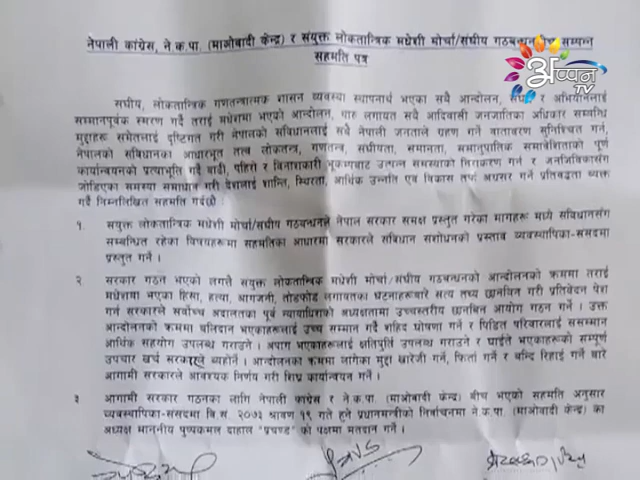 नेपाली कांग्रेस, ने.क.पा. (माओवादी केन्द्र) र संयुक्त लोकतान्त्रिक मधेशी मोर्चा/संघीय गठबन्धन बीच सम्पन्न
सहमति पत्र
अप्पन
TV
संघीय, लोकतान्त्रिक गणतन्त्रात्मक शासन व्यवस्था स्थापनार्थ भएका सबै आन्दोलन, र अभियानलाई
सम्मानपूर्वक स्मरण गर्दै तराई मधेशमा भएको आन्दोलन, थारु लगायत सबै आदिवासी जनजातिका अधिकार सम्बन्धि
मुद्दाहरु समेतलाई दृष्टिगत गरी नेपालको संविधानलाई सबै नेपाली जनताले ग्रहण गर्ने वातावरण सुनिश्चित गर्न,
नेपालको संविधानका आधारभूत तत्व लोकतन्त्र, गणतन्त्र, संघीयता, समानता, समानुपातिक समावेशिताको पूर्ण
कार्यान्वयनको प्रत्याभूति गर्दै बाढी, पहिरो र विनाशकारी भूकम्पबाट उत्पन्न समस्याको निराकरण गर्न र जनजिविकासंग
जोडिएका समस्या समाधान गरी देशलाई शान्ति, स्थिरता, आर्थिक उन्नति एवं विकास तर्फ अग्रसर गर्न प्रतिवद्धता व्यक्त
गर्दै निम्नलिखित सहमति गर्दछौं ः
१ संयुक्त लोकतान्त्रिक मधेशी मोर्चा/संघीय गठबन्धनले नेपाल सरकार समक्ष प्रस्तुत गरेका मागहरु मध्ये संविधानसंग
सम्बन्धित रहेका विषयहरुमा सहमतिका आधारमा सरकारले संविधान संशोधनको प्रस्ताव व्यवस्थापिका-संसदमा
प्रस्तुत गर्ने ।
२ सरकार गठन भएको लगत्तै संयुक्त लोकतान्त्रिक मधेशी मोर्चा/संघीय गठबन्धनको आन्दोलनको क्रममा तराई
मधेशमा भएका हिंसा, हत्या, आगजनी, तोडफोड लगायतका घटनाहरुबारे सत्य तथ्य छानविन गरी प्रतिवेदन पेश
गर्न सरकारले सर्वोच्च अदालतका पूर्व न्यायाधिशको अध्यक्षतामा उच्चस्तरीय छानविन आयोग गठन गर्ने । उक्त
आन्दोलनको क्रममा बलिदान भएकाहरुलाई उच्च सम्मान गर्दै शहिद घोषणा गर्ने र पिडित परिवारलाई ससम्मान
आर्थिक सहयोग उपलब्ध गराउने । अपाग भएकाहरुलाई क्षतिपुर्ति उपलब्ध गराउने र घाईते भएकाहरुको सम्पूर्ण
उपचार खर्च सरकारले ब्यहोर्ने । आन्दोलनका क्रममा लागेका मुद्दा खारेजी गर्ने, फिर्ता गर्ने र बन्दि रिहाई गर्ने बारे
आगामी सरकारले आवश्यक निर्णय गरी शिघ्र कार्यान्वयन गर्ने ।
३ आगामी सरकार गठनका लागि नेपाली कांग्रेस र ने.क.पा. (माओवादी केन्द्र) बीच भएको सहमति अनुसार
व्यवस्थापिका-संसदमा वि.सं. २०७३ श्रावण १९ गते हुने प्रधानमन्त्रीको निर्वाचनमा ने.क.पा. (माओवादी केन्द्र) का
अध्यक्ष माननीय पुष्पकमल दाहाल "प्रचण्ड" को पक्षमा मतदान गर्ने ।